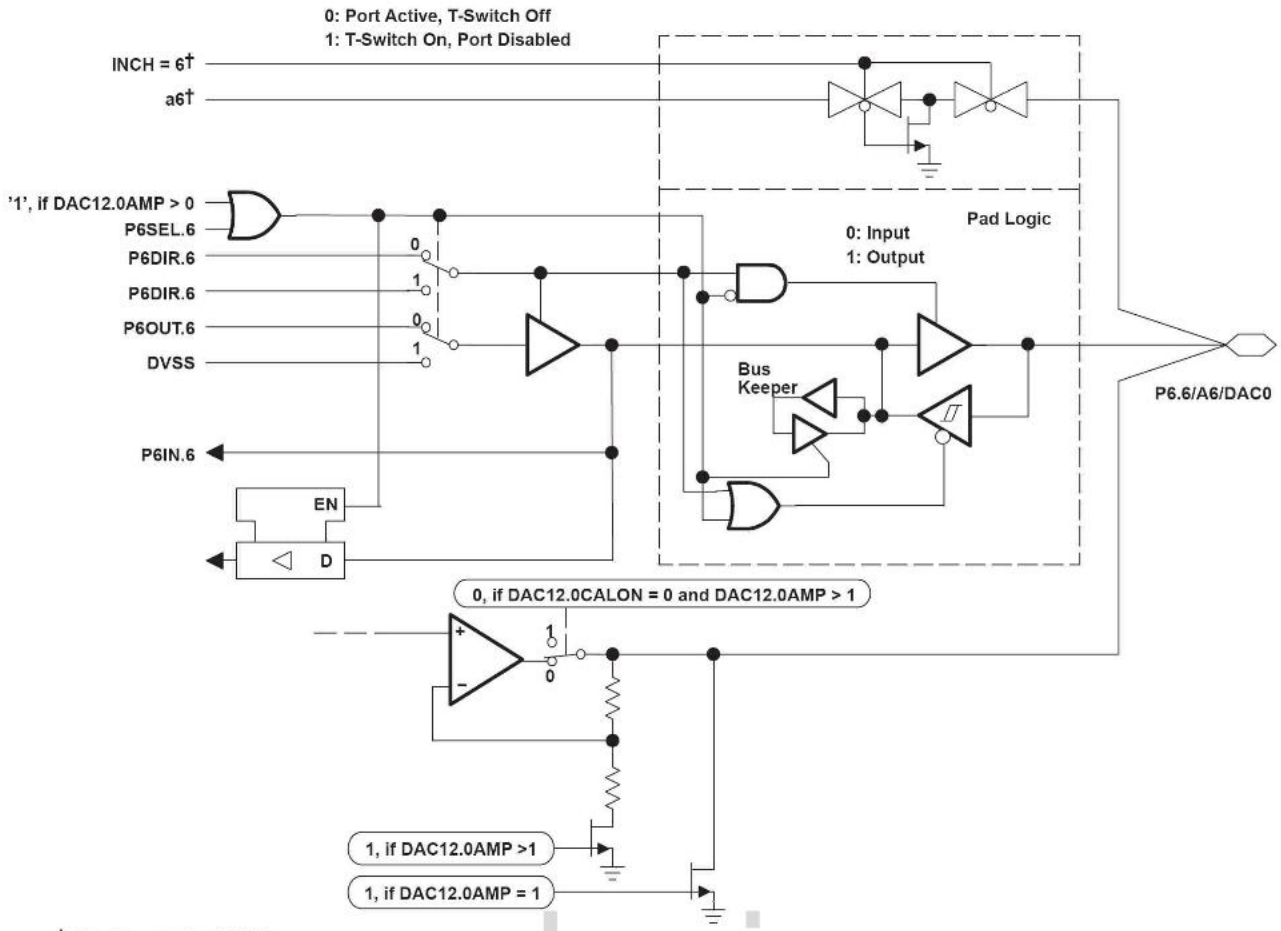 0: Port Active, T-Switch Off
1: T-Switch On, Port Disabled
INCH = 6†
a6†
'1', if DAC12.0AMP > 0
P6SEL.6
P6DIR.6
P6DIR.6
P6OUT.6
DVSS
0
1
0
1
Pad Logic
0: Input
1: Output
Bus
Keeper
P6.6/A6/DAC0
P6IN.6
EN
D
0, if DAC12.0CALON = 0 and DAC12.0AMP > 1
+
−
1
0
1, if DAC12.0AMP >1
1, if DAC12.0AMP = 1